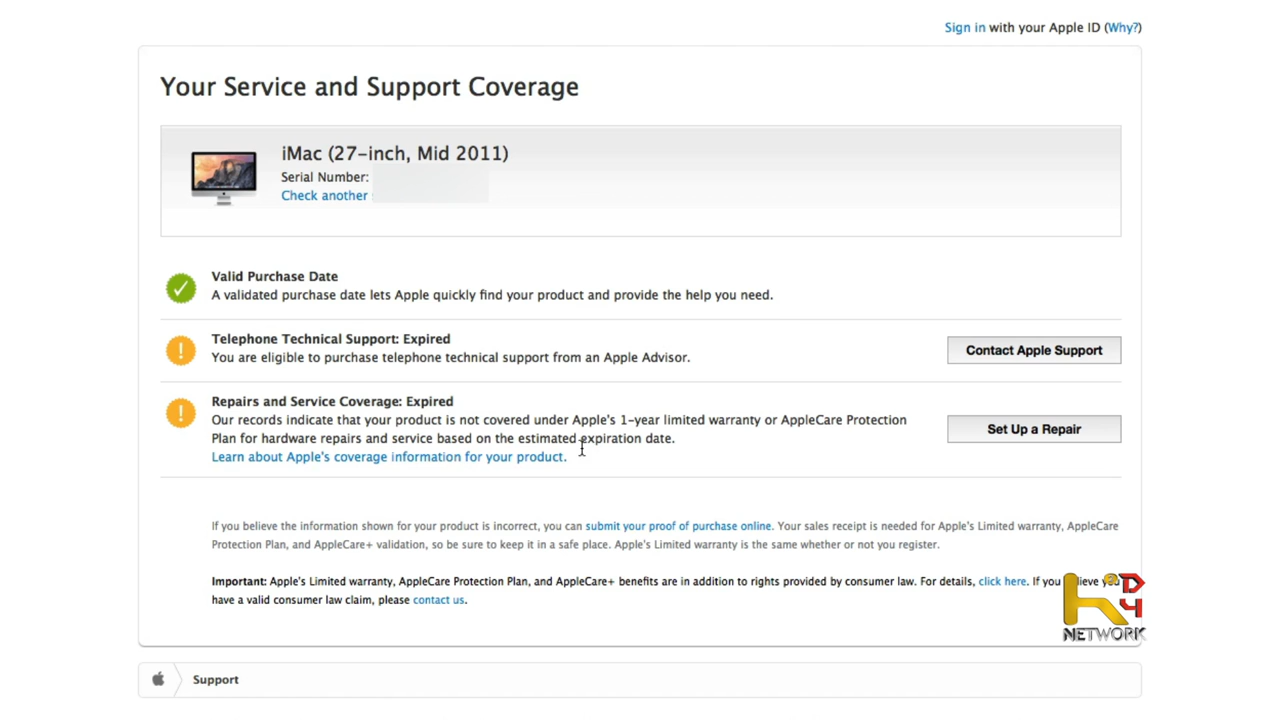 Sign in with your Apple ID (Why?)
Your Service and Support Coverage
iMac (27-inch, Mid 2011)
Serial Number:
Check another
Valid Purchase Date
A validated purchase date lets Apple quickly find your product and provide the help you need.
Telephone Technical Support: Expired
You are eligible to purchase telephone technical support from an Apple Advisor.
Contact Apple Support
Repairs and Service Coverage: Expired
Our records indicate that your product is not covered under Apple's 1-year limited warranty or AppleCare Protection
Plan for hardware repairs and service based on the estimated expiration date.
Learn about Apple's coverage information for your product.
Set Up a Repair
If you believe the information shown for your product is incorrect, you can submit your proof of purchase online. Your sales receipt is needed for Apple's Limited warranty, AppleCare
Protection Plan, and AppleCare+ validation, so be sure to keep it in a safe place. Apple's Limited warranty is the same whether or not you register.
Important: Apple's Limited warranty, AppleCare Protection Plan, and AppleCare+ benefits are in addition to rights provided by consumer law. For details, click here. If you
have a valid consumer law claim, please contact us.
NETWORK
Support